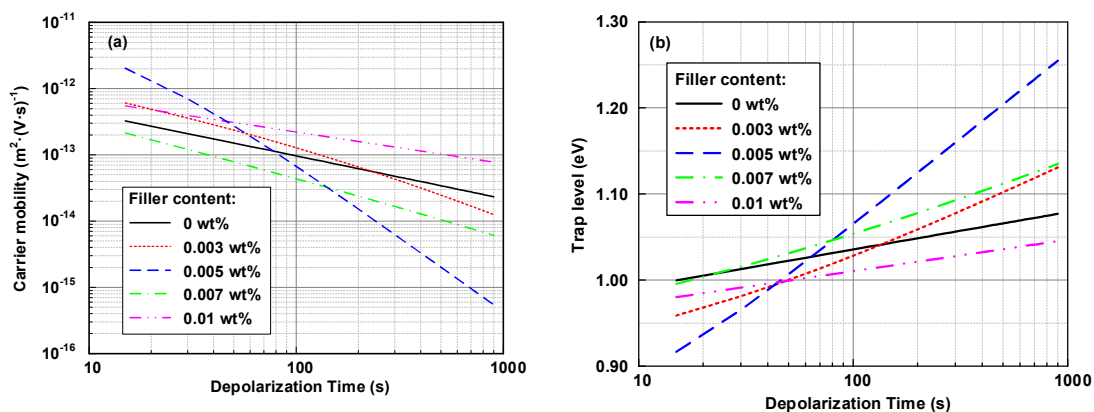 (a)
10⁻¹¹
10⁻¹²
10⁻¹³
10⁻¹⁴
10⁻¹⁵
10⁻¹⁶
Carrier mobility (m²·(V·s)⁻¹)
Filler content:
0 wt%
0.003 wt%
0.005 wt%
0.007 wt%
0.01 wt%
10
100
1000
Depolarization Time (s)
(b)
1.30
1.20
1.10
1.00
0.90
Trap level (eV)
Filler content:
0 wt%
0.003 wt%
0.005 wt%
0.007 wt%
0.01 wt%
10
100
1000
Depolarization Time (s)